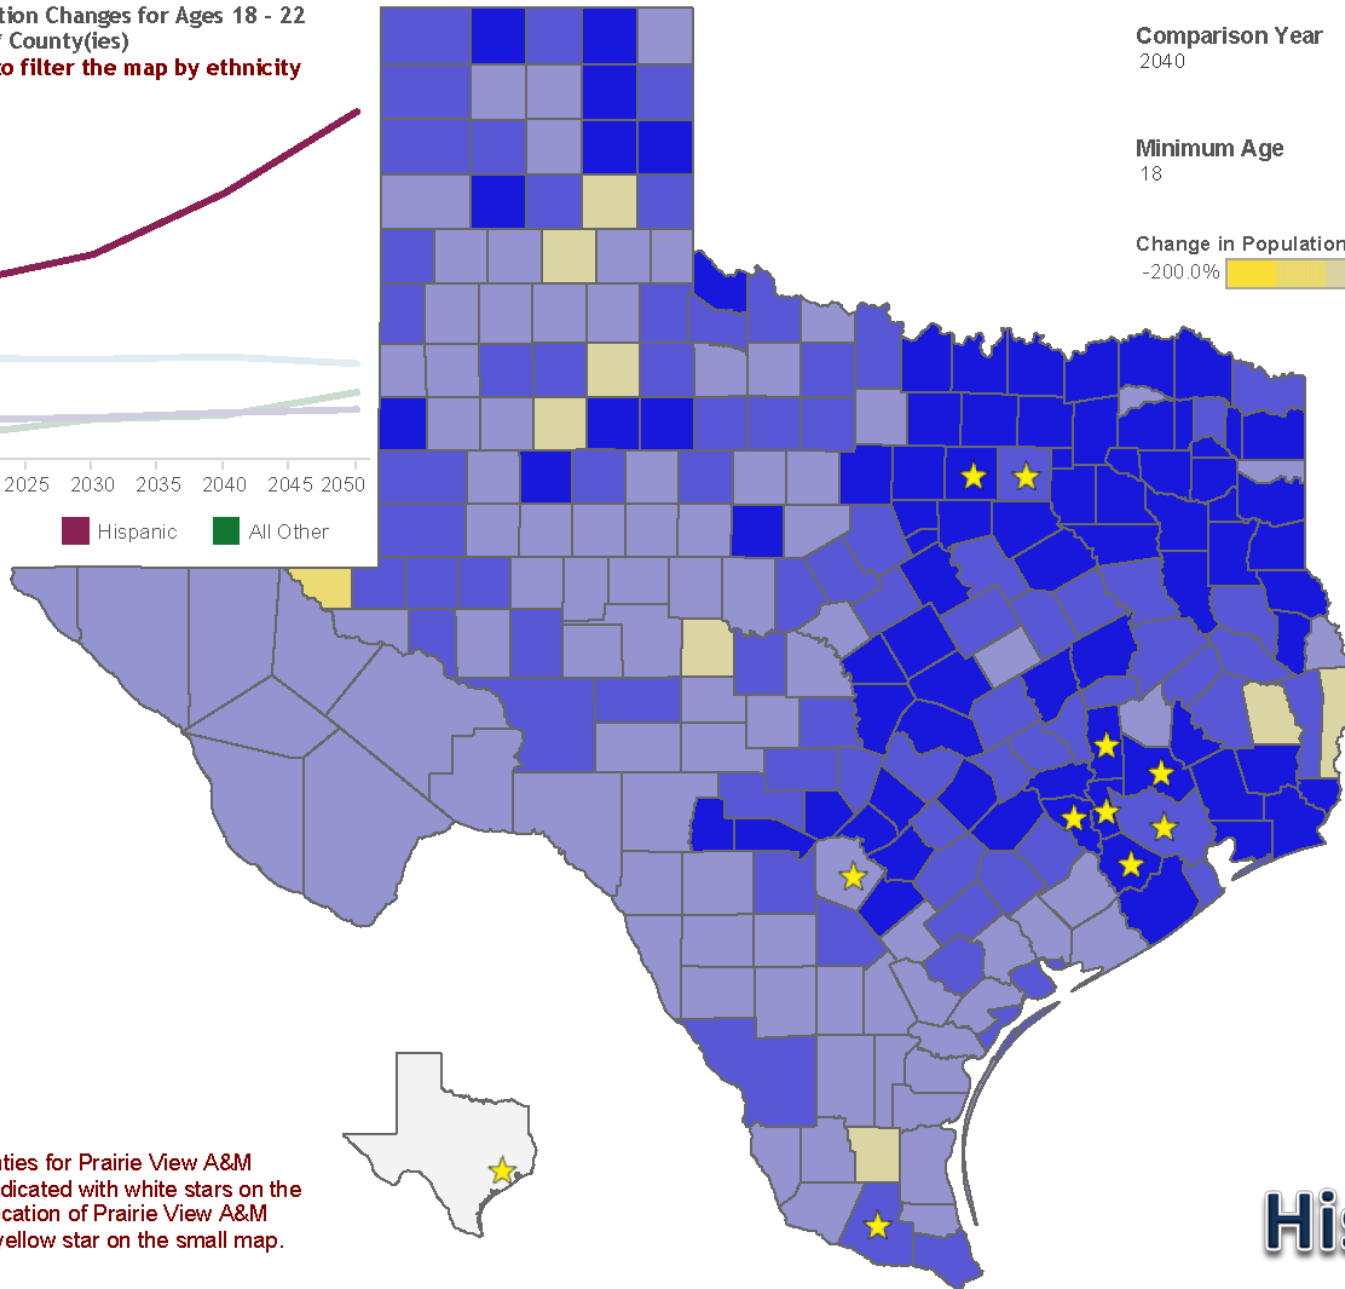 tion Changes for Ages 18 - 22
County(ies)
to filter the map by ethnicity
2025 2030 2035 2040 2045 2050
Hispanic All Other
Comparison Year
2040
Minimum Age
18
Change in Population
-200.0%
nties for Prairie View A&M
dicated with white stars on the
cation of Prairie View A&M
yellow star on the small map.
His